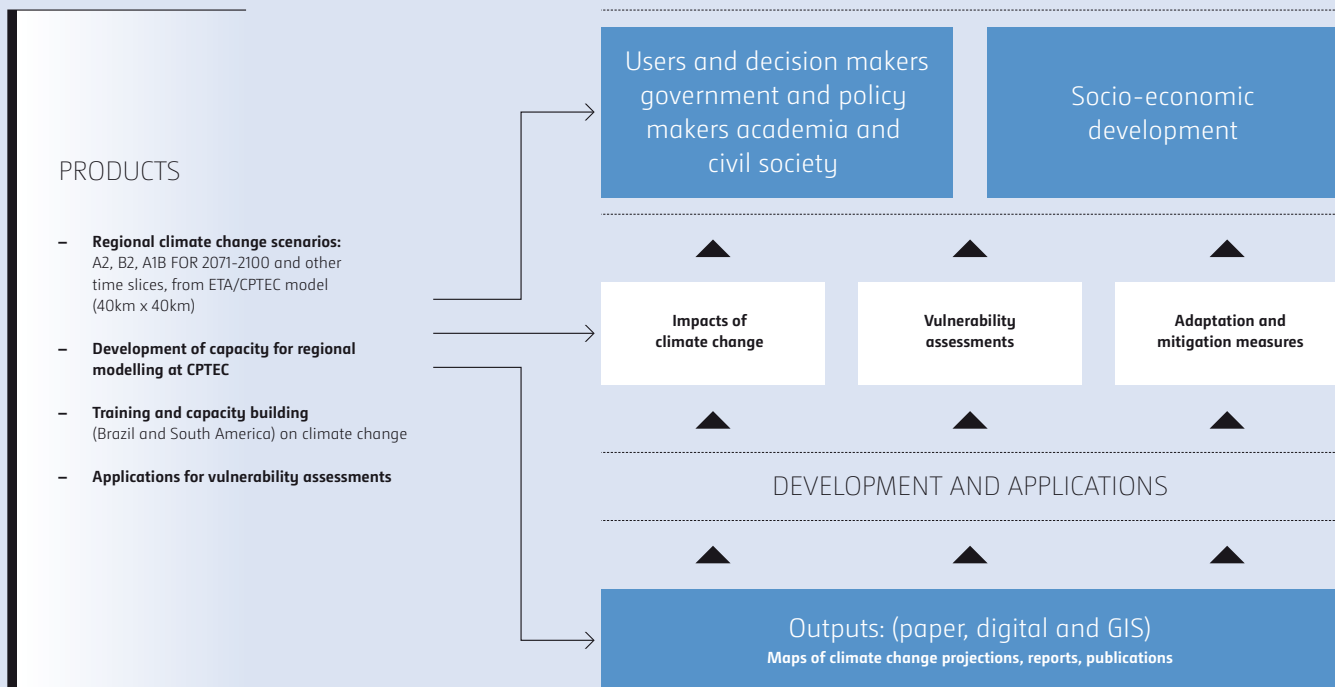 PRODUCTS
– Regional climate change scenarios:
A2, B2, A1B FOR 2071-2100 and other
time slices, from ETA/CPTEC model
(40km x 40km)
– Development of capacity for regional
modelling at CPTEC
– Training and capacity building
(Brazil and South America) on climate change
– Applications for vulnerability assessments
Users and decision makers
government and policy
makers academia and
civil society
Socio-economic
development
Impacts of
climate change
Vulnerability
assessments
Adaptation and
mitigation measures
DEVELOPMENT AND APPLICATIONS
Outputs: (paper, digital and GIS)
Maps of climate change projections, reports, publications